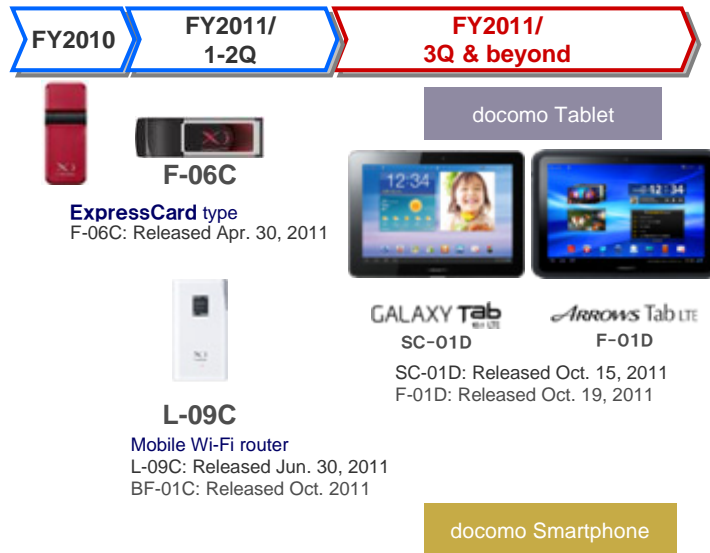 FY2010
FY2011/
1-2Q
FY2011/
3Q & beyond
docomo Tablet
F-06C
ExpressCard type
F-06C: Released Apr. 30, 2011
12:34
12:34
GALAXY Tab
LTE
SC-01D
ARROWS Tab LTE
F-01D
SC-01D: Released Oct. 15, 2011
F-01D: Released Oct. 19, 2011
L-09C
Mobile Wi-Fi router
L-09C: Released Jun. 30, 2011
BF-01C: Released Oct. 2011
docomo Smartphone